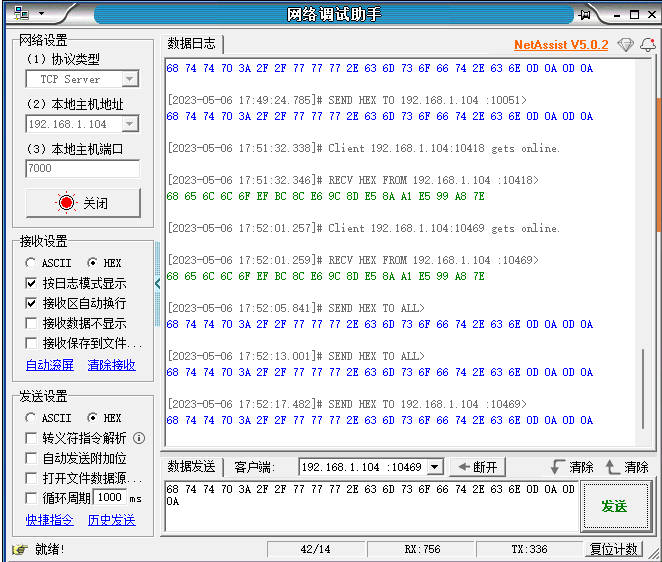 网络调试助手
网络设置
(1) 协议类型
TCP Server
(2) 本地主机地址
192.168.1.104
(3) 本地主机端口
7000
关闭
接收设置
ASCII HEX
按日志模式显示
接收区自动换行
接收数据不显示
接收保存到文件...
自动滚屏 清除接收
发送设置
ASCII HEX
转义符指令解析
自动发送附加位
打开文件数据源...
循环周期 1000 ms
快捷指令 历史发送
数据日志 NetAssist V5.0.2
68 74 74 70 3A 2F 2F 77 77 77 2E 63 6D 73 6F 66 74 2E 63 6E 0D 0A 0D 0A
[2023-05-06 17:49:24.785]# SEND HEX TO 192.168.1.104 :10051>
68 74 74 70 3A 2F 2F 77 77 77 2E 63 6D 73 6F 66 74 2E 63 6E 0D 0A 0D 0A
[2023-05-06 17:51:32.338]# Client 192.168.1.104:10418 gets online.
[2023-05-06 17:51:32.346]# RECV HEX FROM 192.168.1.104 :10418>
68 65 6C 6C 6F EF BC 8C E6 9C 8D E5 8A A1 E5 99 A8 7E
[2023-05-06 17:52:01.257]# Client 192.168.1.104:10469 gets online.
[2023-05-06 17:52:01.259]# RECV HEX FROM 192.168.1.104 :10469>
68 65 6C 6C 6F EF BC 8C E6 9C 8D E5 8A A1 E5 99 A8 7E
[2023-05-06 17:52:05.841]# SEND HEX TO ALL>
68 74 74 70 3A 2F 2F 77 77 77 2E 63 6D 73 6F 66 74 2E 63 6E 0D 0A 0D 0A
[2023-05-06 17:52:13.001]# SEND HEX TO ALL>
68 74 74 70 3A 2F 2F 77 77 77 2E 63 6D 73 6F 66 74 2E 63 6E 0D 0A 0D 0A
[2023-05-06 17:52:17.482]# SEND HEX TO 192.168.1.104 :10469>
68 74 74 70 3A 2F 2F 77 77 77 2E 63 6D 73 6F 66 74 2E 63 6E 0D 0A 0D 0A
数据发送 客户端: 192.168.1.104 :10469 断开 清除 清除
68 74 74 70 3A 2F 2F 77 77 77 2E 63 6D 73 6F 66 74 2E 63 6E 0D 0A 0D
0A
发送
就绪! 42/14 RX:756 TX:336 复位计数